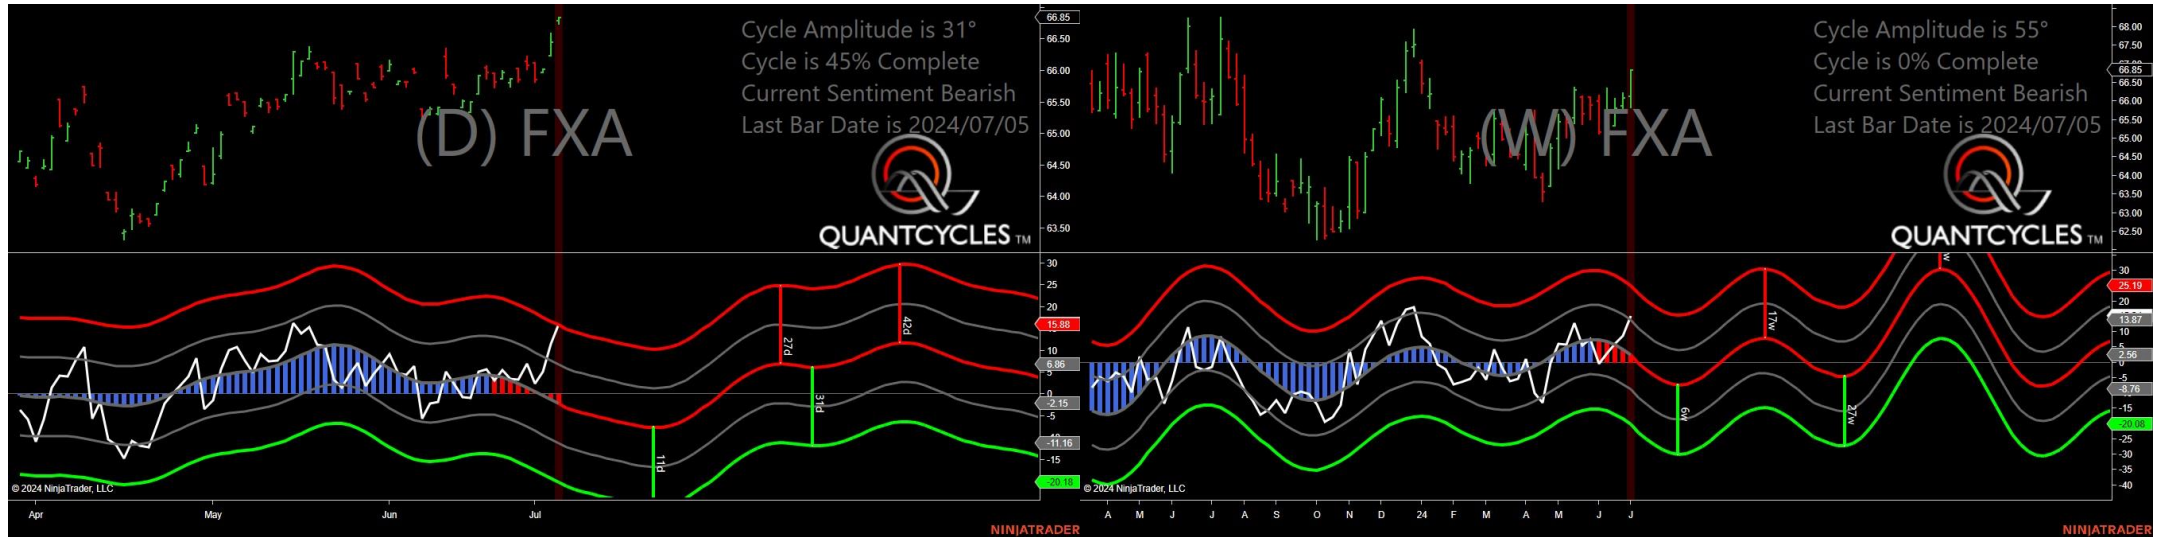 Cycle Amplitude is 31°
Cycle is 45% Complete
Current Sentiment Bearish
Last Bar Date is 2024/07/05
(D) FXA
QUANTCYCLES TM
66.85
66.50
66.00
65.50
65.00
64.50
64.00
63.50
30
25
20
15.88
10
6.86
5
0
-2.15
-5
-11.16
-15
-20.18
27d
42d
31d
11d
© 2024 NinjaTrader, LLC
Apr May Jun Jul
NINJATRADER
Cycle Amplitude is 55°
Cycle is 0% Complete
Current Sentiment Bearish
Last Bar Date is 2024/07/05
(W) FXA
QUANTCYCLES TM
68.00
67.50
66.85
66.50
66.00
65.50
65.00
64.50
64.00
63.50
63.00
62.50
30
25.19
20
13.87
10
5
2.56
-5
-8.76
-15
-20.08
-25
-30
-35
-40
w
17w
6w
27w
© 2024 NinjaTrader, LLC
A M J J A S O N D 24 F M A M J J
NINJATRADER